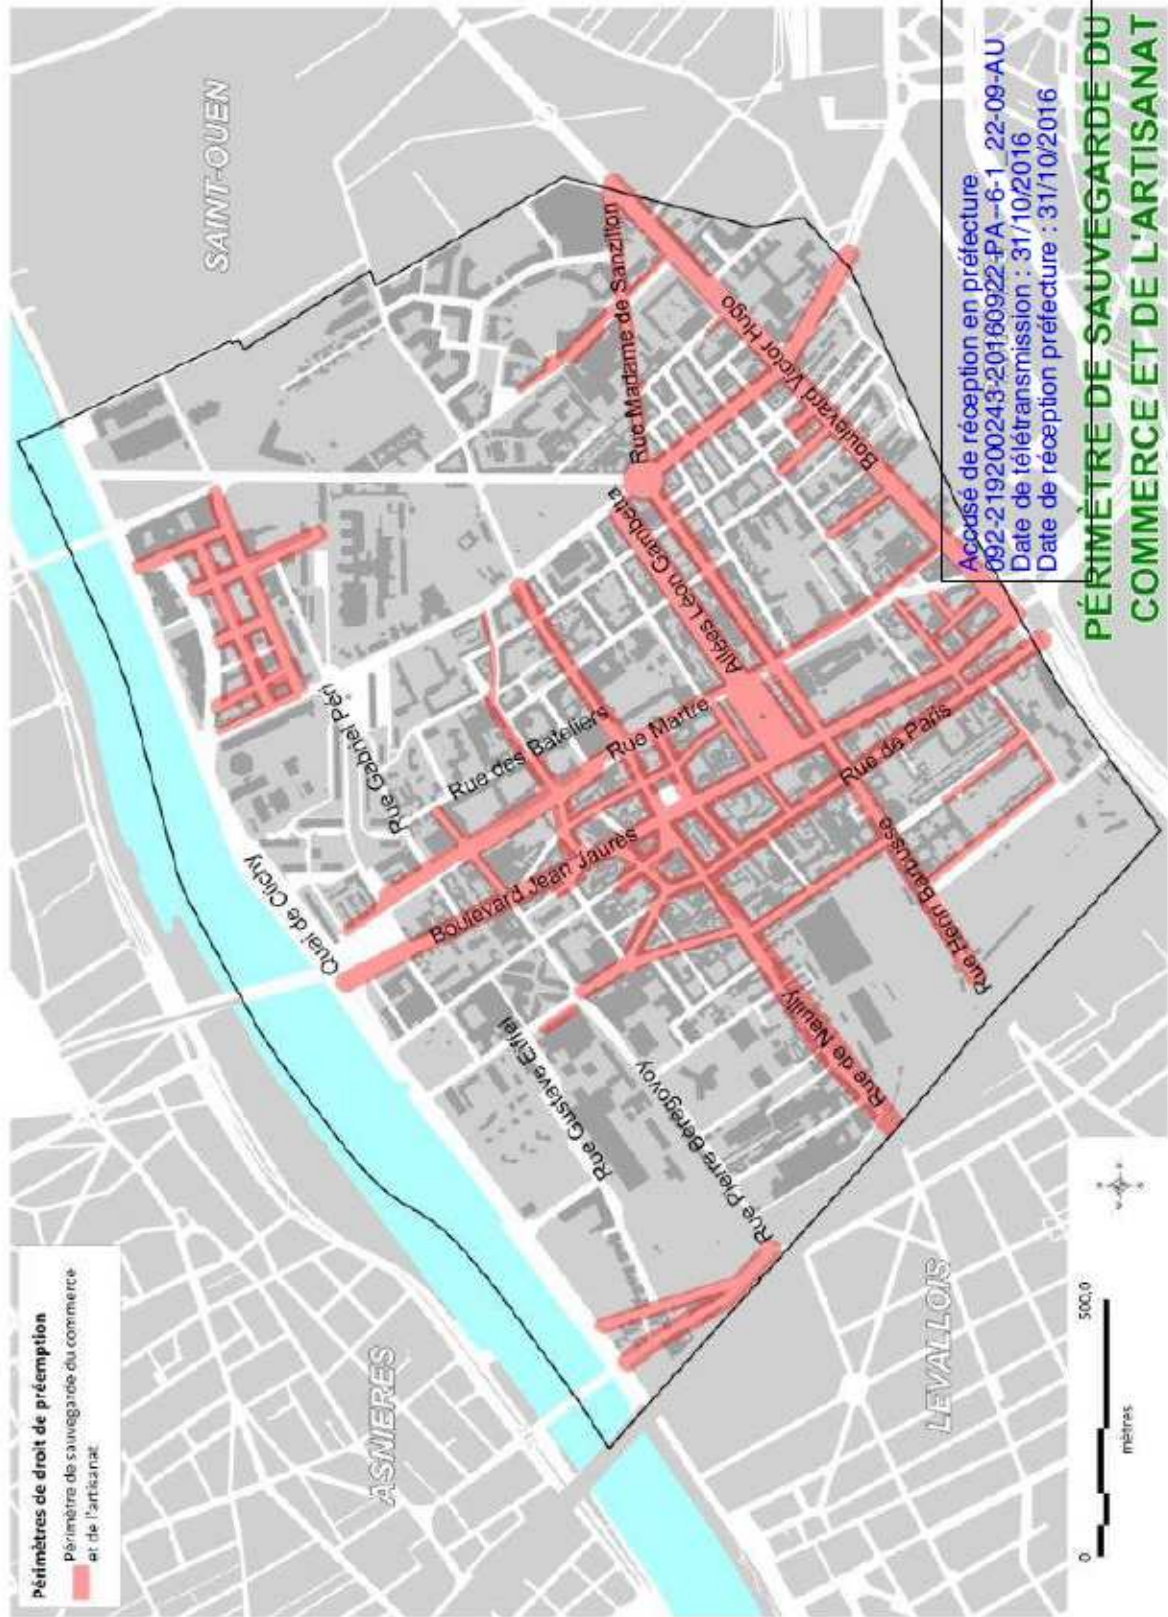 Périmètres de droit de préemption
Périmètre de sauvegarde du commerce
et de l'artisanat
ASNIERES
SAINT-OUEN
LEVALLOIS
Quai de Clichy
Rue Gabriel Péri
Rue des Bateliers
Rue Martre
Boulevard Jean Jaurès
Rue Gustave Eiffel
Rue Pierre Bérégovoy
Rue de Neuilly
Rue Henri Barbusse
Rue de Paris
Allées Léon Gambetta
Rue Madame de Sanzillon
Boulevard Victor Hugo
0
500,0
mètres
Accusé de réception en préfecture
092-219200243-20160922-PA--6-1_22-09-AU
Date de télétransmission : 31/10/2016
Date de réception préfecture : 31/10/2016
PÉRIMÈTRE DE SAUVEGARDE DU
COMMERCE ET DE L'ARTISANAT